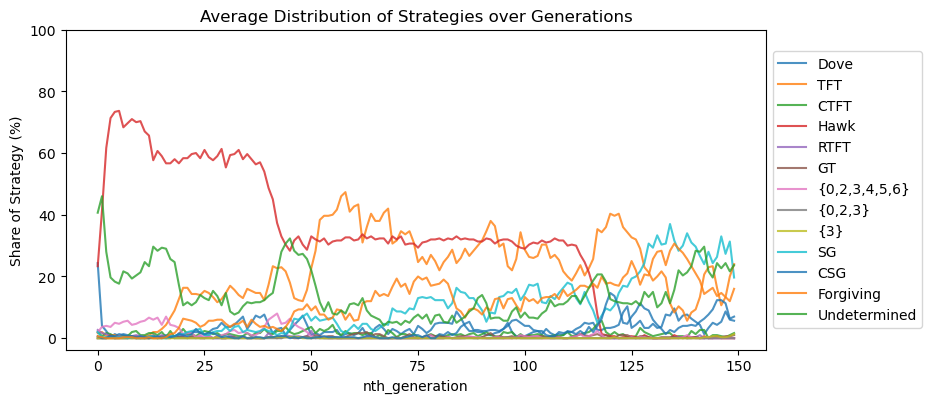 Average Distribution of Strategies over Generations
100
80
60
40
20
0
Share of Strategy (%)
0
25
50
75
100
125
150
nth_generation
Dove
TFT
CTFT
Hawk
RTFT
GT
{0,2,3,4,5,6}
{0,2,3}
{3}
SG
CSG
Forgiving
Undetermined